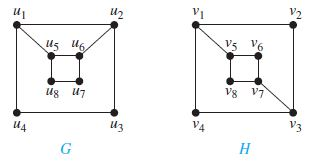 u1 u2 v1 v2
u5 u6 v5 v6
u8 u7 v8 v7
u4 u3 v4 v3
G H